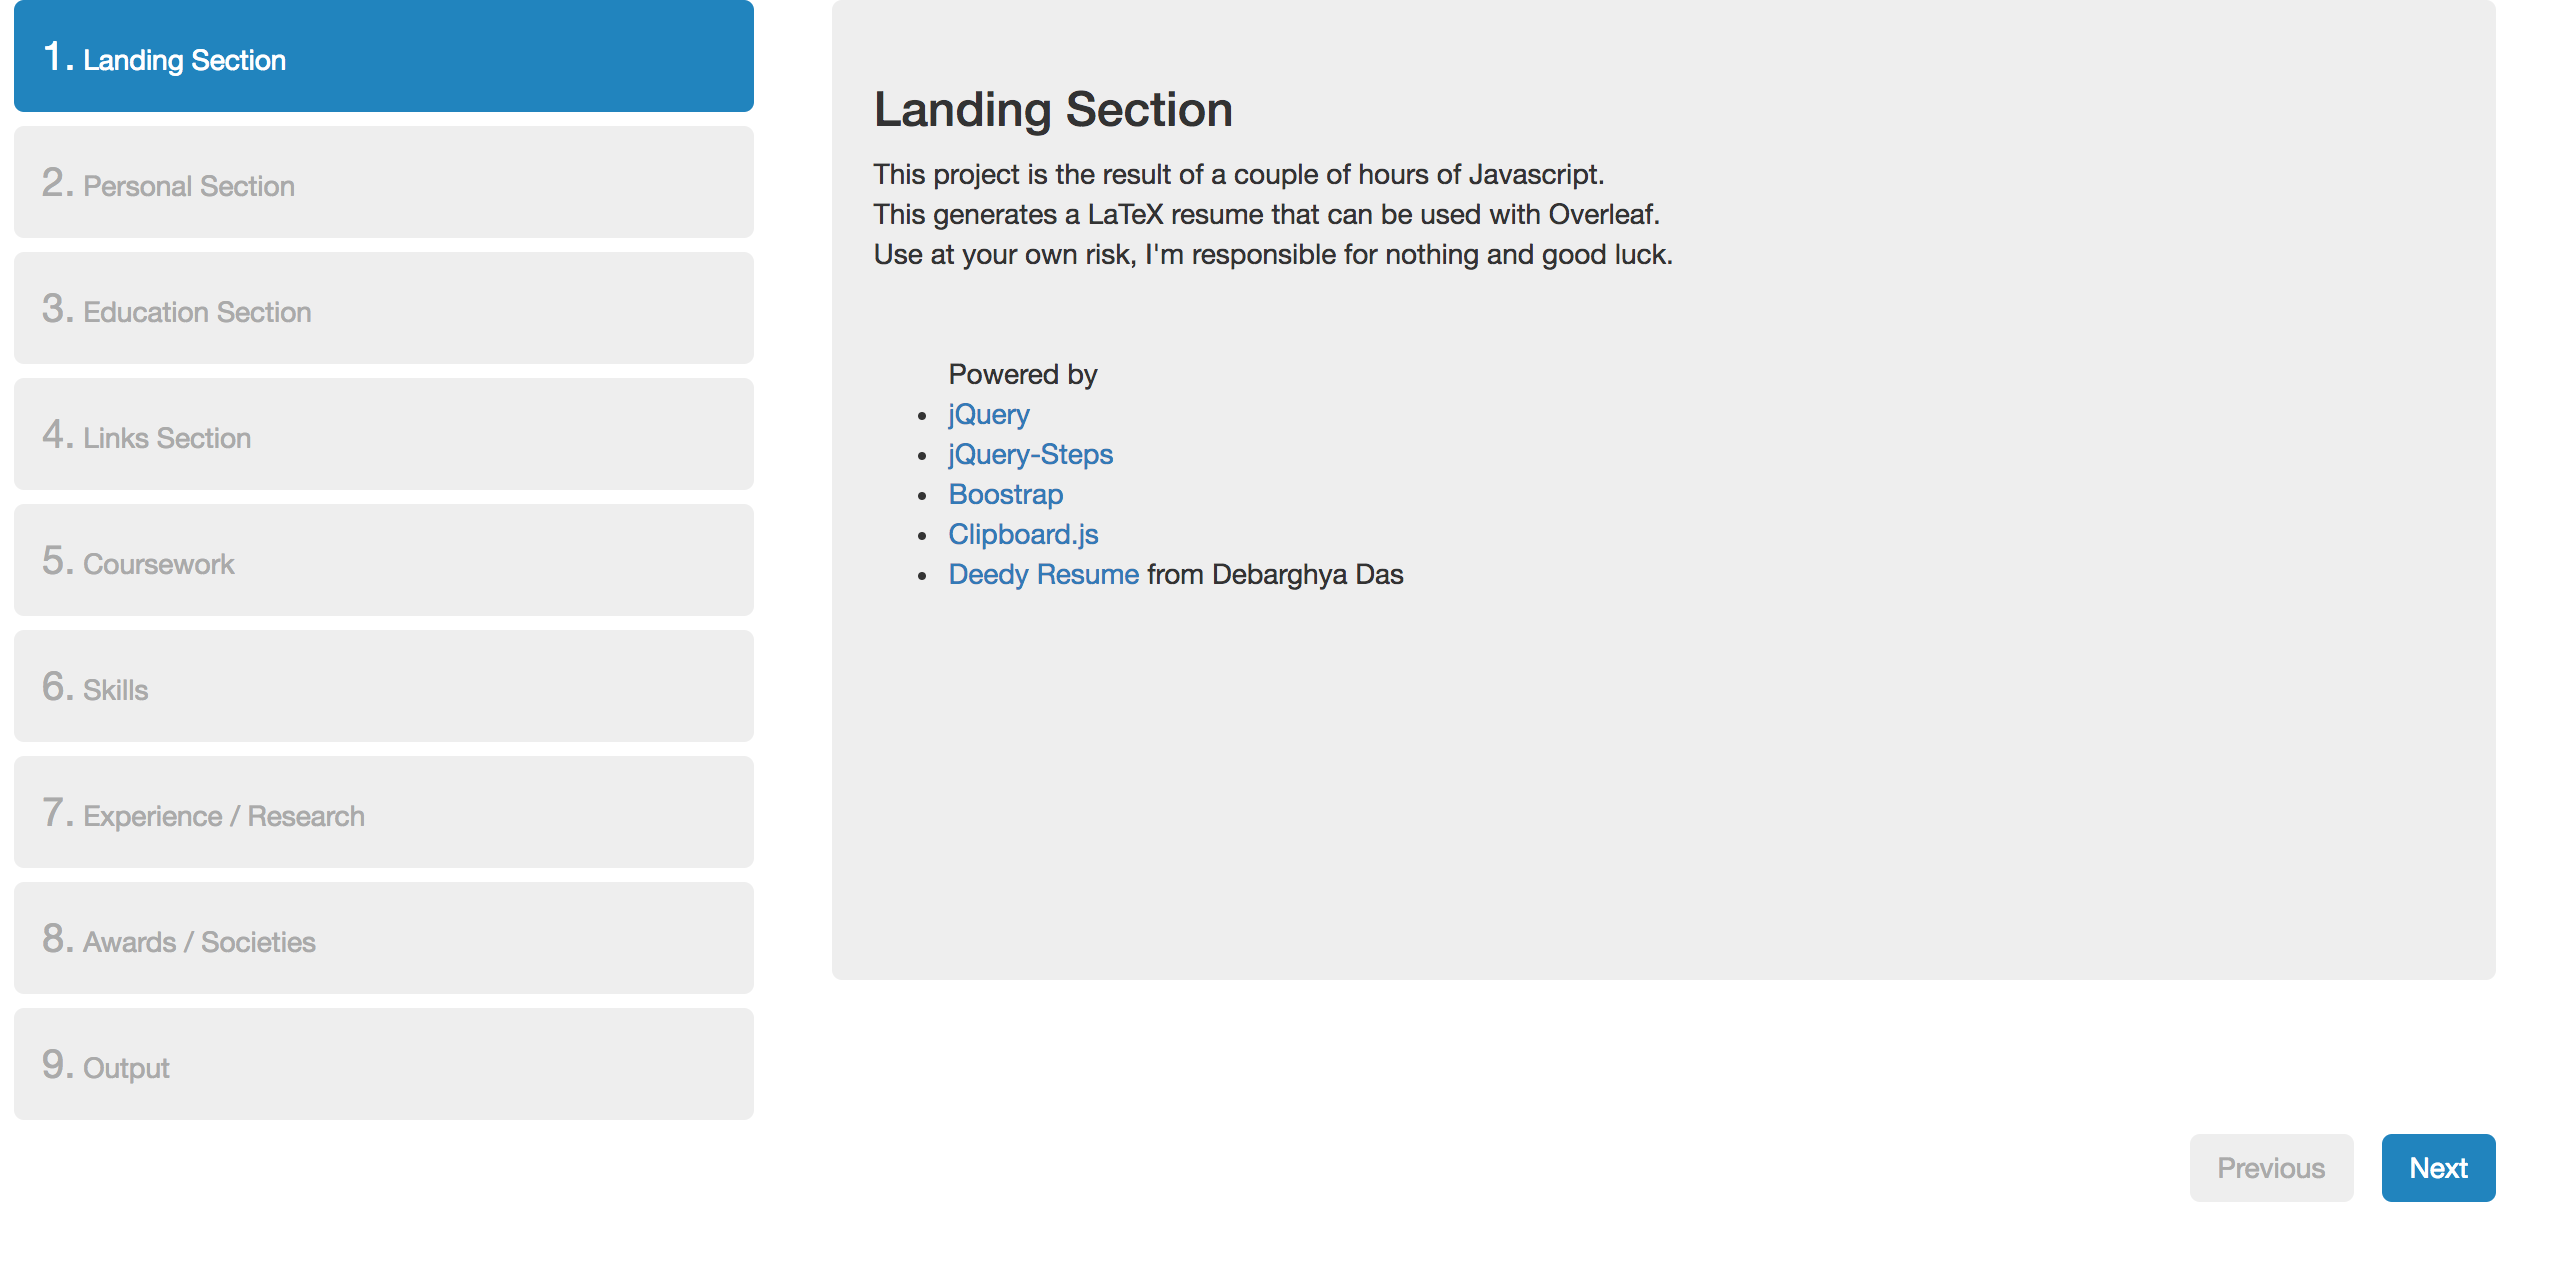 1. Landing Section
2. Personal Section
3. Education Section
4. Links Section
5. Coursework
6. Skills
7. Experience / Research
8. Awards / Societies
9. Output
Landing Section
This project is the result of a couple of hours of Javascript.
This generates a LaTeX resume that can be used with Overleaf.
Use at your own risk, I'm responsible for nothing and good luck.
Powered by
• jQuery
• jQuery-Steps
• Boostrap
• Clipboard.js
• Deedy Resume from Debarghya Das
Previous Next